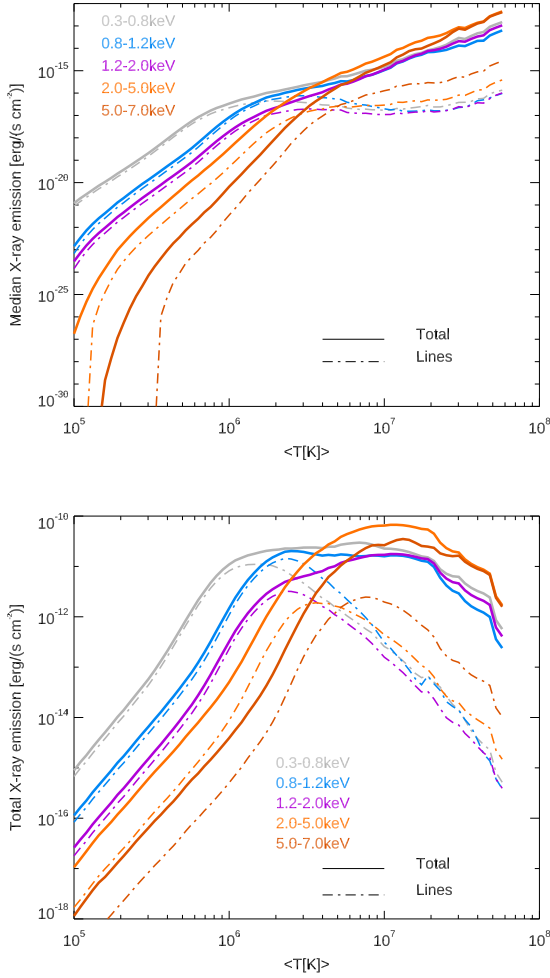 0.3-0.8keV
0.8-1.2keV
1.2-2.0keV
2.0-5.0keV
5.0-7.0keV
10⁻¹⁵
10⁻²⁰
10⁻²⁵
10⁻³⁰
Median X-ray emission [erg/(s cm⁻²)]
Total
Lines
10⁵ 10⁶ 10⁷ 10⁸
<T[K]>
10⁻¹⁰
10⁻¹²
10⁻¹⁴
10⁻¹⁶
10⁻¹⁸
Total X-ray emission [erg/(s cm⁻²)]
0.3-0.8keV
0.8-1.2keV
1.2-2.0keV
2.0-5.0keV
5.0-7.0keV
Total
Lines
10⁵ 10⁶ 10⁷ 10⁸
<T[K]>